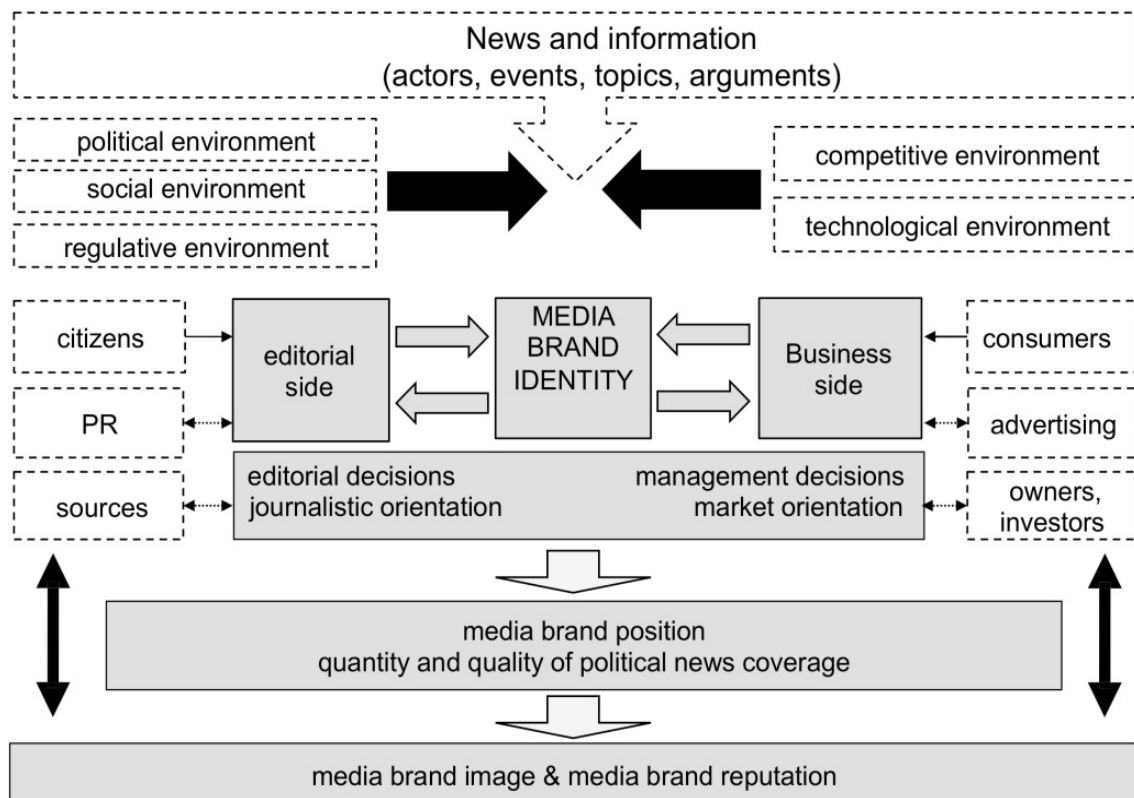 News and information
(actors, events, topics, arguments)
political environment
social environment
regulative environment
competitive environment
technological environment
citizens
PR
sources
editorial
side
MEDIA
BRAND
IDENTITY
Business
side
consumers
advertising
owners,
investors
editorial decisions
journalistic orientation
management decisions
market orientation
media brand position
quantity and quality of political news coverage
media brand image & media brand reputation